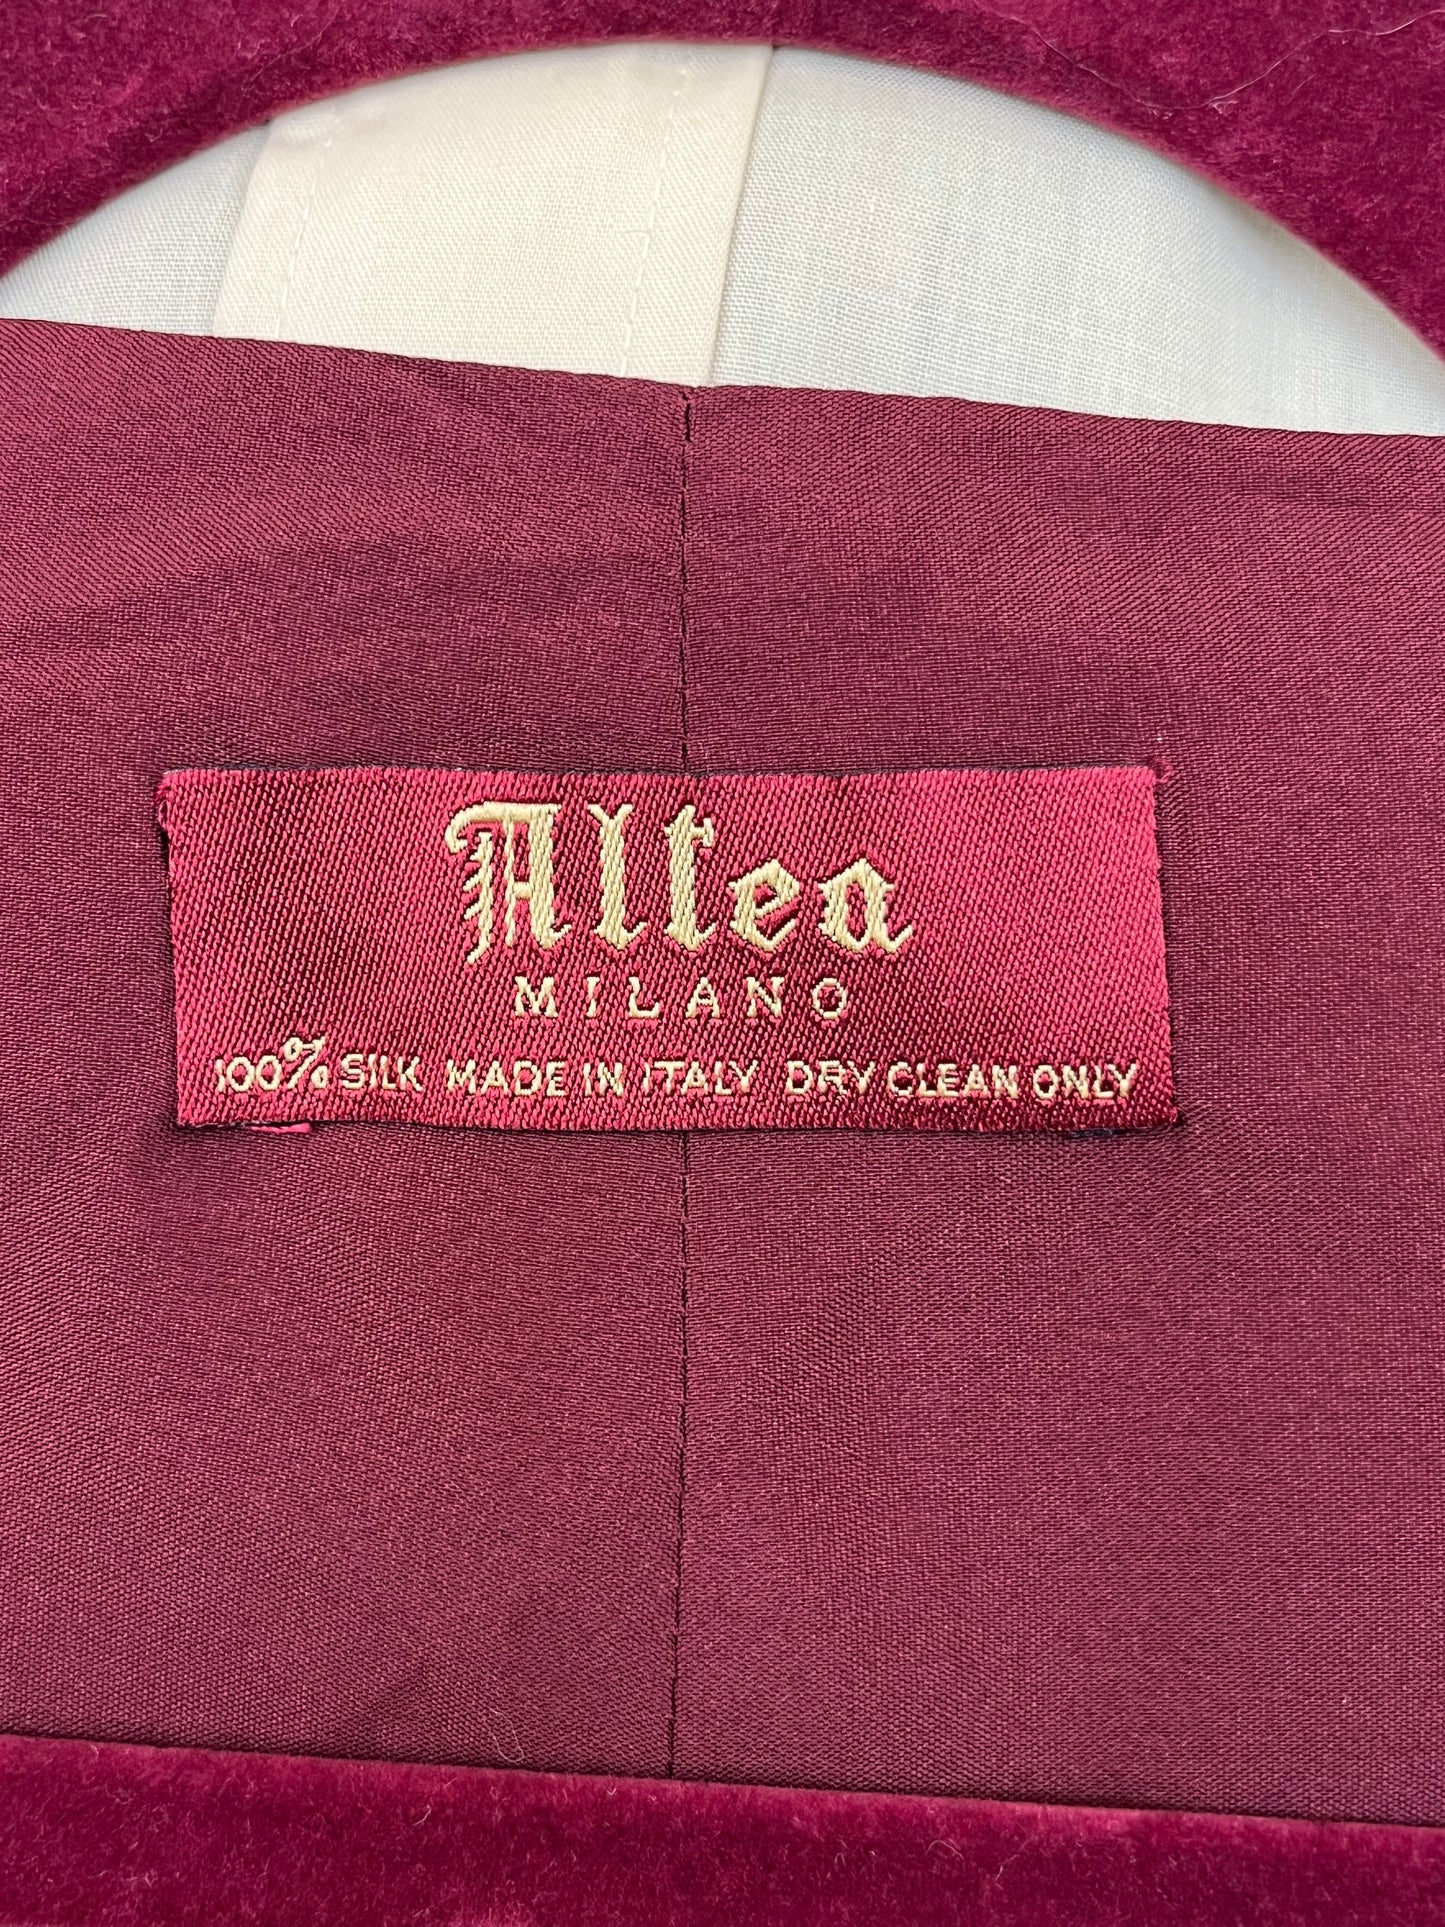 Altea
MILANO
100% SILK MADE IN ITALY DRY CLEAN ONLY